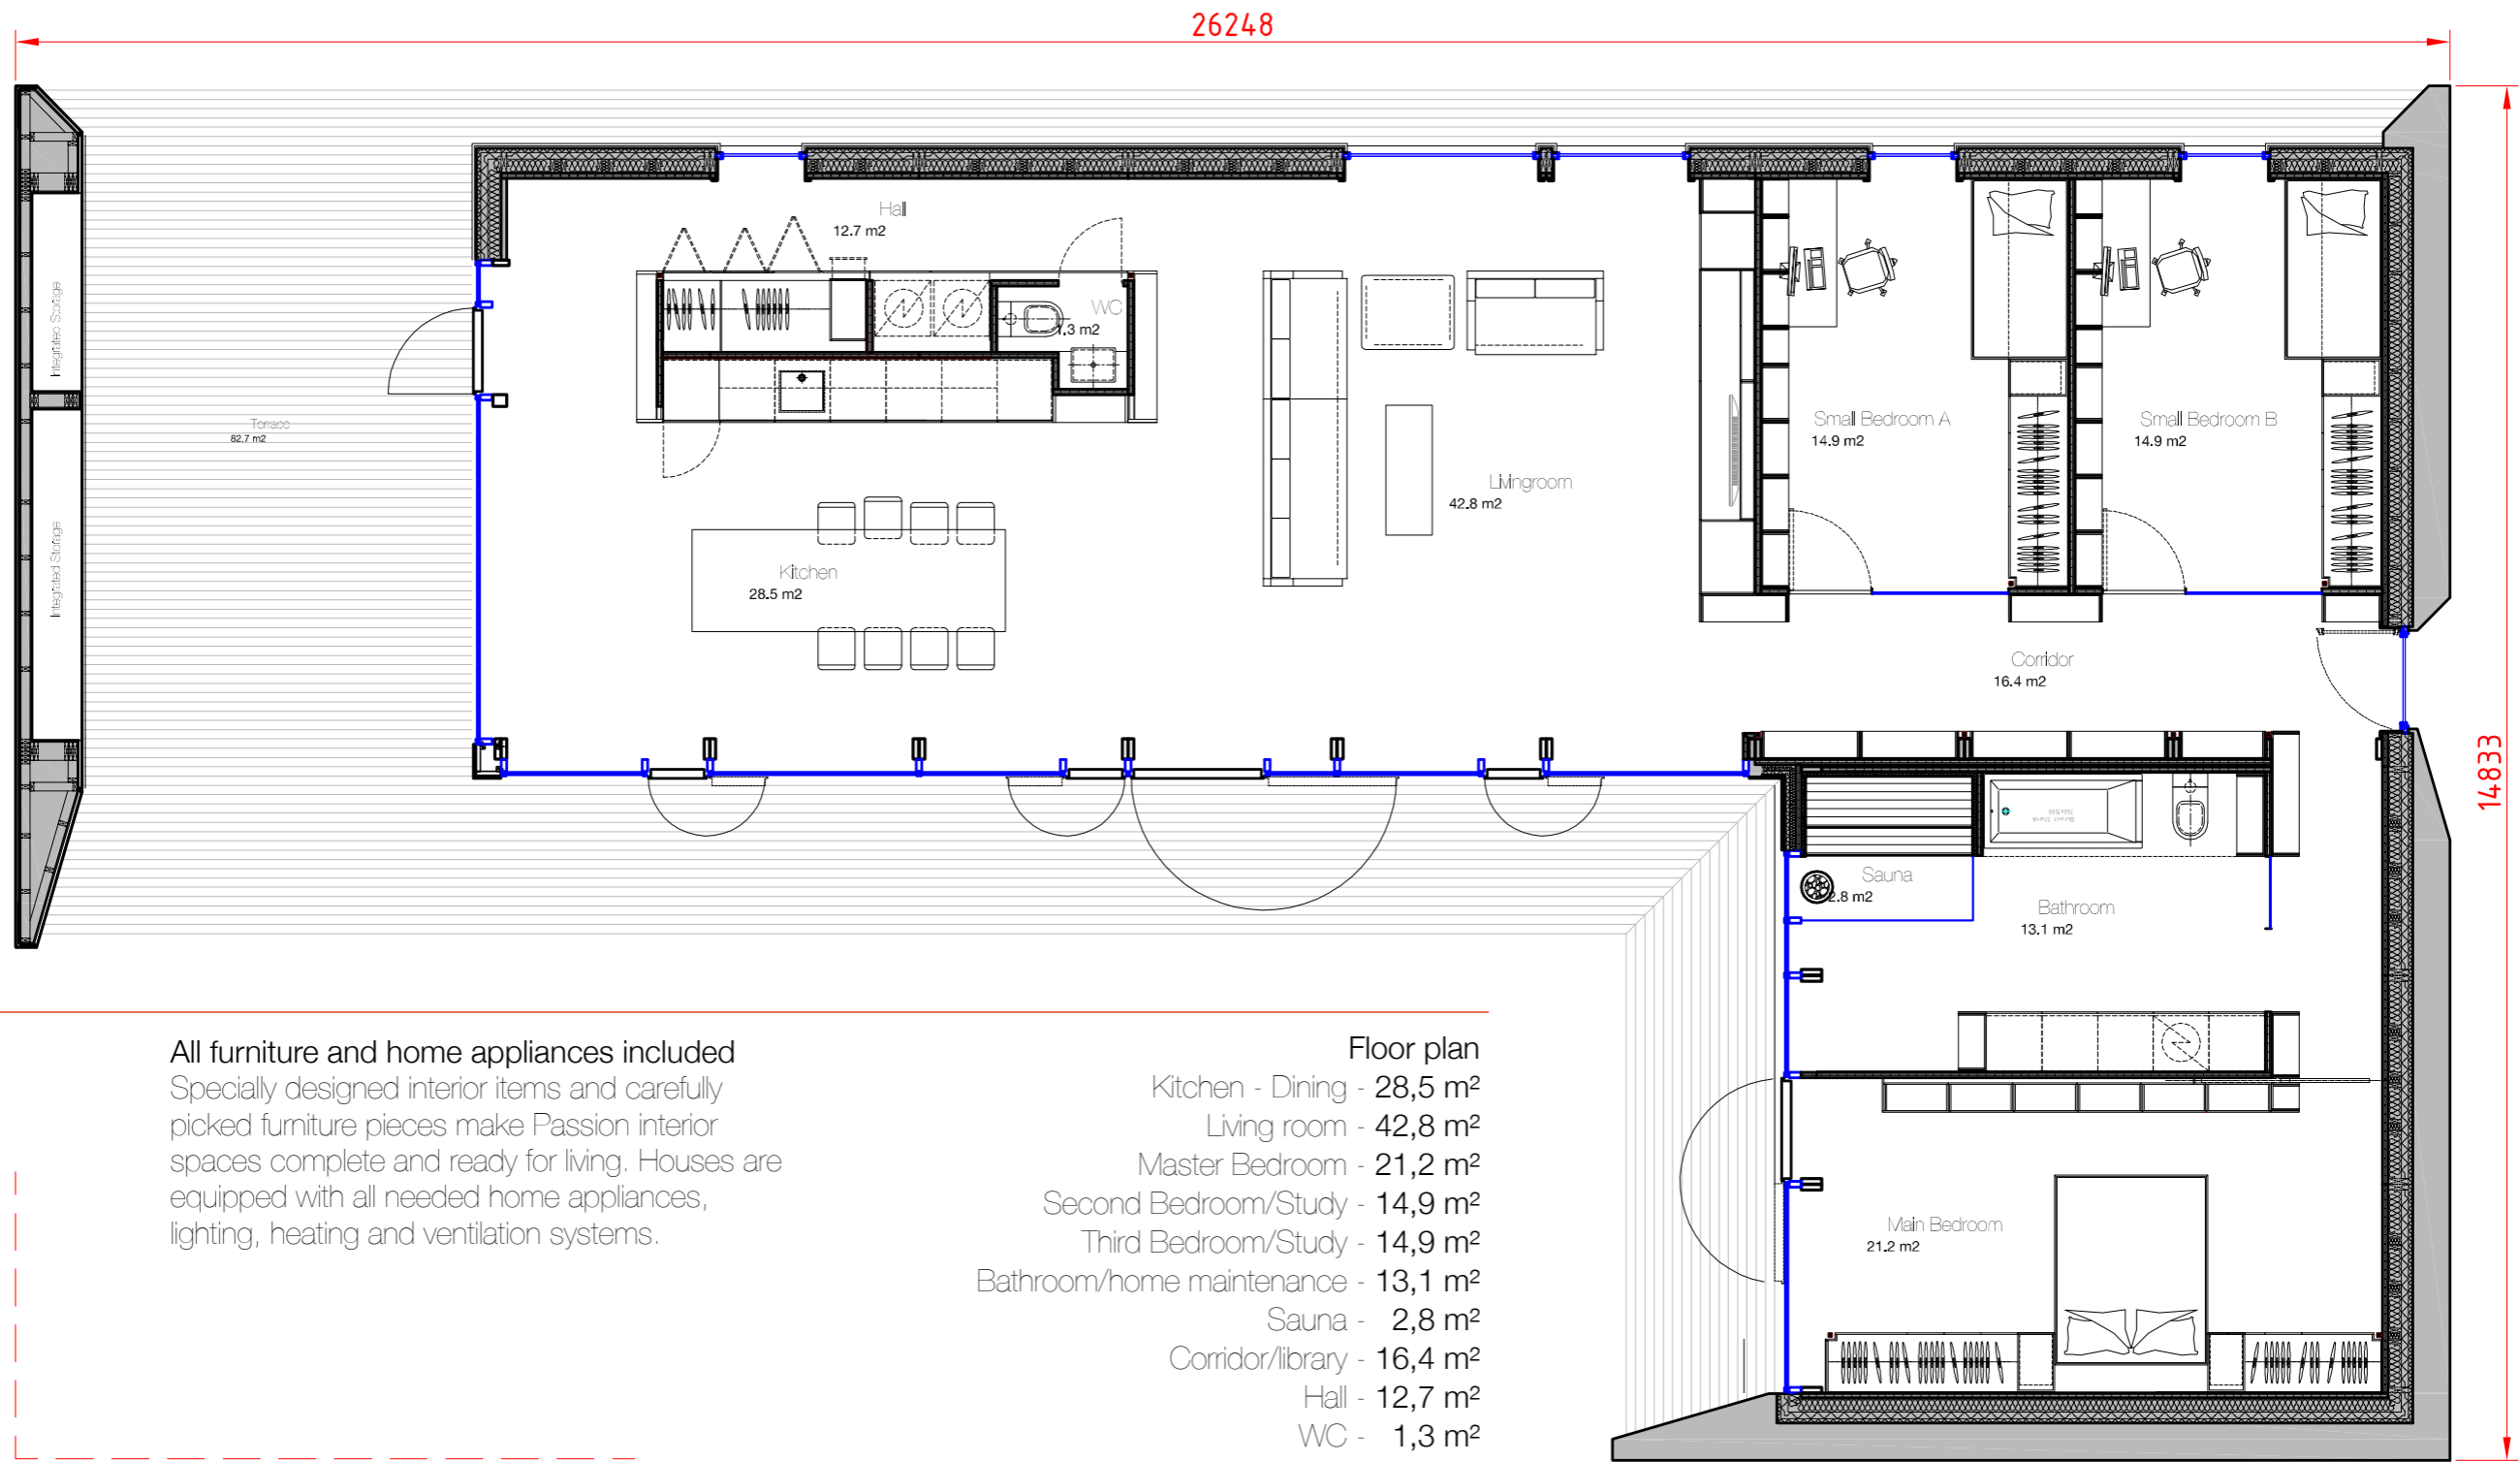 26248
Hall
12.7 m2
WC
1.3 m2
Integrated Storage
Terrace
82.7 m2
Integrated Storage
Kitchen
28.5 m2
Livingroom
42.8 m2
Small Bedroom A
14.9 m2
Small Bedroom B
14.9 m2
Corridor
16.4 m2
14833
Sauna
2.8 m2
Bathroom
13.1 m2
Main Bedroom
21.2 m2
All furniture and home appliances included
Specially designed interior items and carefully
picked furniture pieces make Passion interior
spaces complete and ready for living. Houses are
equipped with all needed home appliances,
lighting, heating and ventilation systems.
Floor plan
Kitchen - Dining - 28,5 m²
Living room - 42,8 m²
Master Bedroom - 21,2 m²
Second Bedroom/Study - 14,9 m²
Third Bedroom/Study - 14,9 m²
Bathroom/home maintenance - 13,1 m²
Sauna - 2,8 m²
Corridor/library - 16,4 m²
Hall - 12,7 m²
WC - 1,3 m²